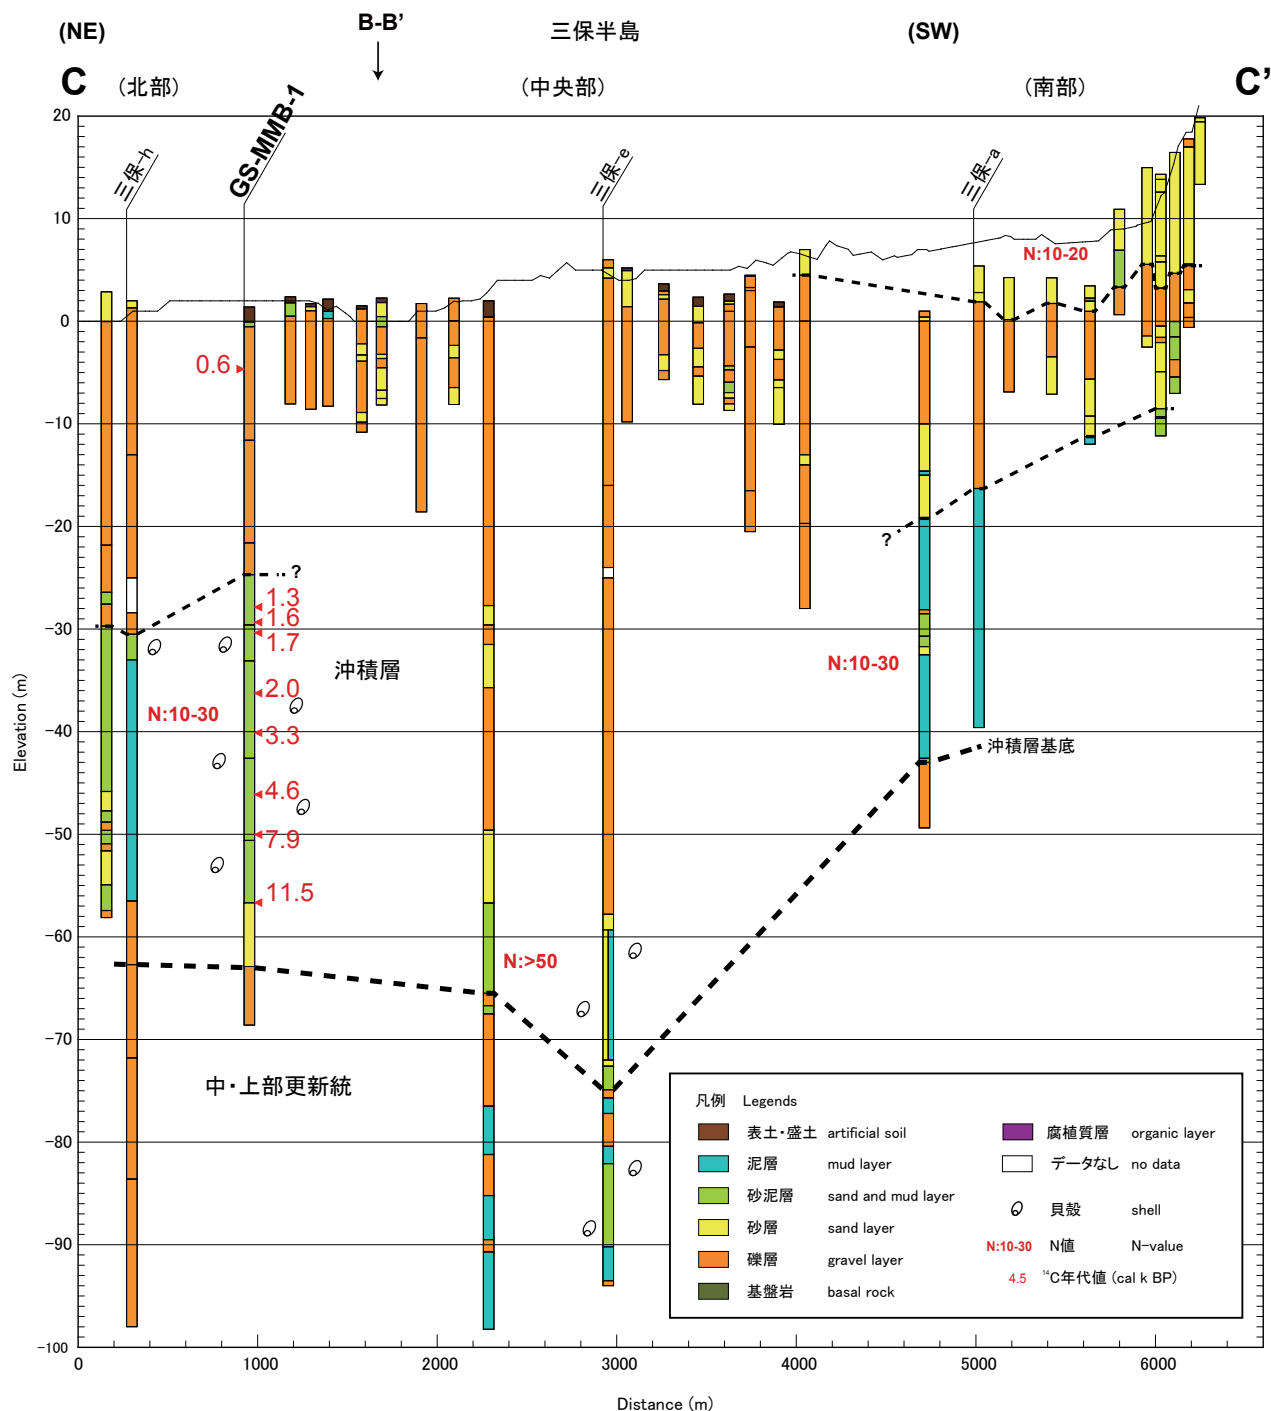 (NE)
B-B’
三保半島
(SW)
C
（北部）
（中央部）
（南部）
C’
三保-h
GS-MMB-1
三保-e
三保-a
20
10
0
-10
-20
-30
-40
-50
-60
-70
-80
-90
-100
Elevation (m)
N:10-20
0.6
?
?
1.3
1.6
1.7
2.0
3.3
4.6
7.9
11.5
沖積層
N:10-30
N:10-30
沖積層基底
N:>50
中・上部更新統
凡例 Legends
表土・盛土 artificial soil
泥層 mud layer
砂泥層 sand and mud layer
砂層 sand layer
礫層 gravel layer
基盤岩 basal rock
腐植質層 organic layer
データなし no data
貝殻 shell
N:10-30 N値 N-value
4.5 ¹⁴C年代値 (cal k BP)
0 1000 2000 3000 4000 5000 6000
Distance (m)